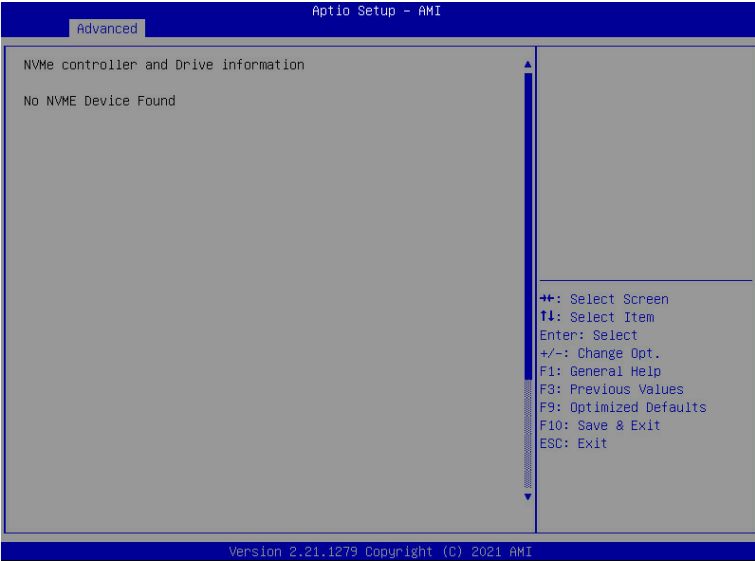 Aptio Setup – AMI
Advanced
NVMe controller and Drive information
No NVME Device Found
→←: Select Screen
↑↓: Select Item
Enter: Select
+/-: Change Opt.
F1: General Help
F3: Previous Values
F9: Optimized Defaults
F10: Save & Exit
ESC: Exit
Version 2.21.1279 Copyright (C) 2021 AMI